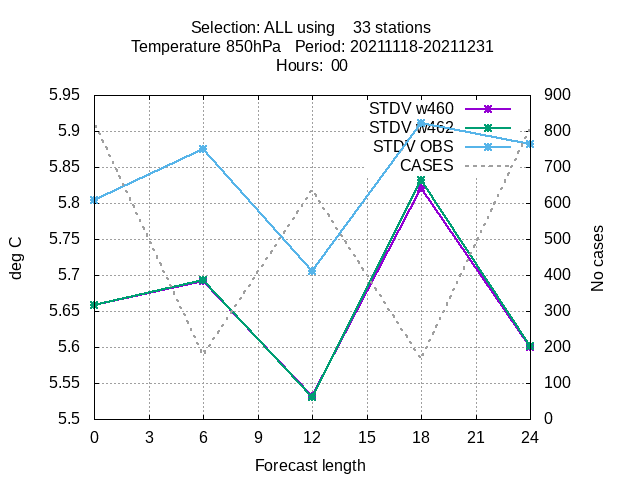 Selection: ALL using    33 stations
Temperature 850hPa   Period: 20211118-20211231
Hours:  00
5.95
5.9
5.85
5.8
5.75
5.7
5.65
5.6
5.55
5.5
900
800
700
600
500
400
300
200
100
0
STDV w460
STDV w462
STDV OBS
CASES
deg C
No cases
0 3 6 9 12 15 18 21 24
Forecast length